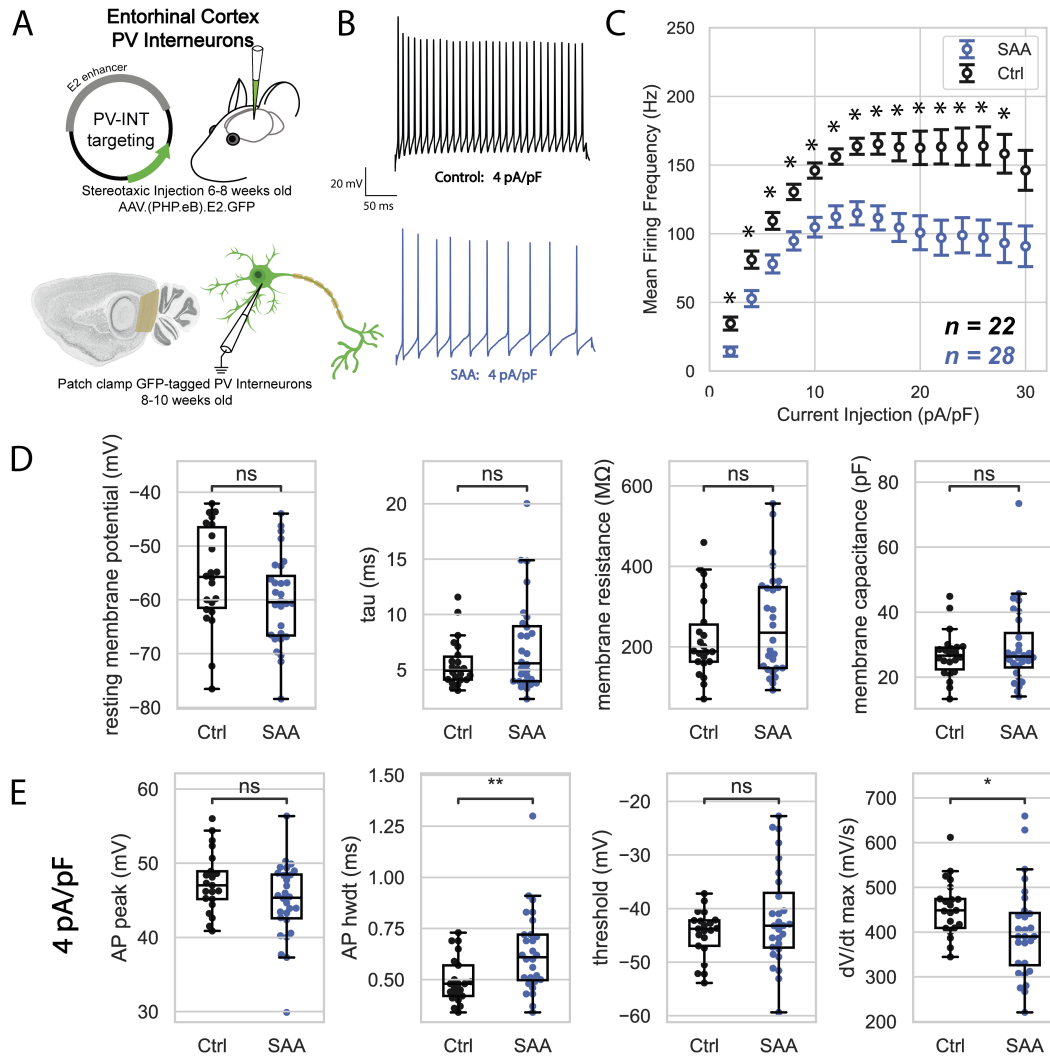 A
Entorhinal Cortex
PV Interneurons
E2 enhancer
PV-INT
targeting
Stereotaxic Injection 6-8 weeks old
AAV.(PHP.eB).E2.GFP
Patch clamp GFP-tagged PV Interneurons
8-10 weeks old
B
Control: 4 pA/pF
20 mV
50 ms
SAA: 4 pA/pF
C
Mean Firing Frequency (Hz)
250
200
150
100
50
0
SAA
Ctrl
* * * * * * * * * * * * * *
n = 22
n = 28
0 10 20 30
Current Injection (pA/pF)
D
resting membrane potential (mV)
−40
−50
−60
−70
−80
ns
Ctrl SAA
tau (ms)
20
15
10
5
ns
Ctrl SAA
membrane resistance (MΩ)
600
400
200
ns
Ctrl SAA
membrane capacitance (pF)
80
60
40
20
ns
Ctrl SAA
E
4 pA/pF
AP peak (mV)
60
50
40
30
ns
Ctrl SAA
AP hwdt (ms)
1.50
1.25
1.00
0.75
0.50
**
Ctrl SAA
threshold (mV)
−20
−30
−40
−50
−60
ns
Ctrl SAA
dV/dt max (mV/s)
700
600
500
400
300
200
*
Ctrl SAA